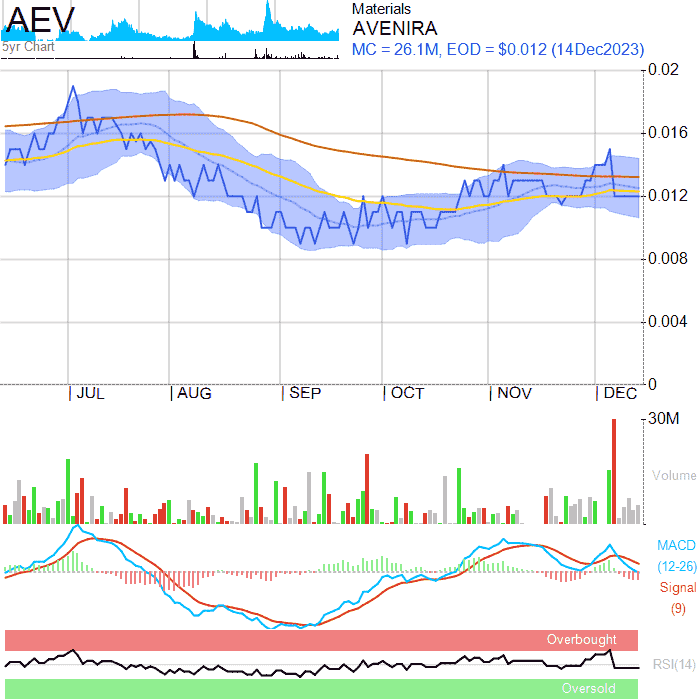 AEV
5yr Chart
Materials
AVENIRA
MC = 26.1M, EOD = $0.012 (14Dec2023)
0.02
0.016
0.012
0.008
0.004
0
JUL AUG SEP OCT NOV DEC
30M
Volume
MACD
(12-26)
Signal
(9)
Overbought
RSI(14)
Oversold